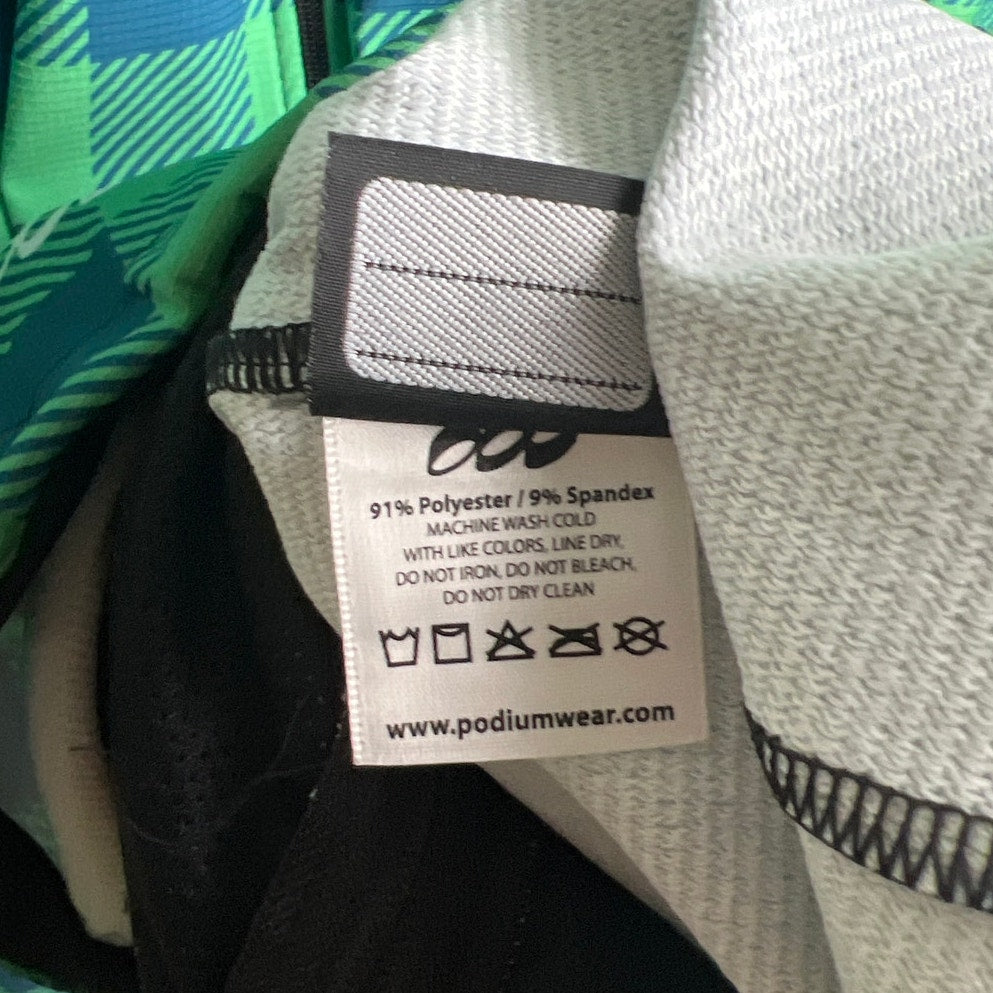 91% Polyester / 9% Spandex
MACHINE WASH COLD
WITH LIKE COLORS, LINE DRY,
DO NOT IRON, DO NOT BLEACH,
DO NOT DRY CLEAN
www.podiumwear.com